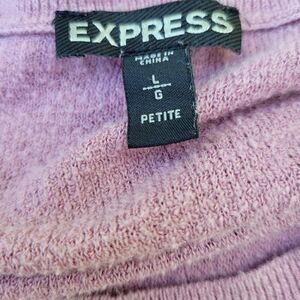 EXPRESS
MADE IN
CHINA
L
G
PETITE